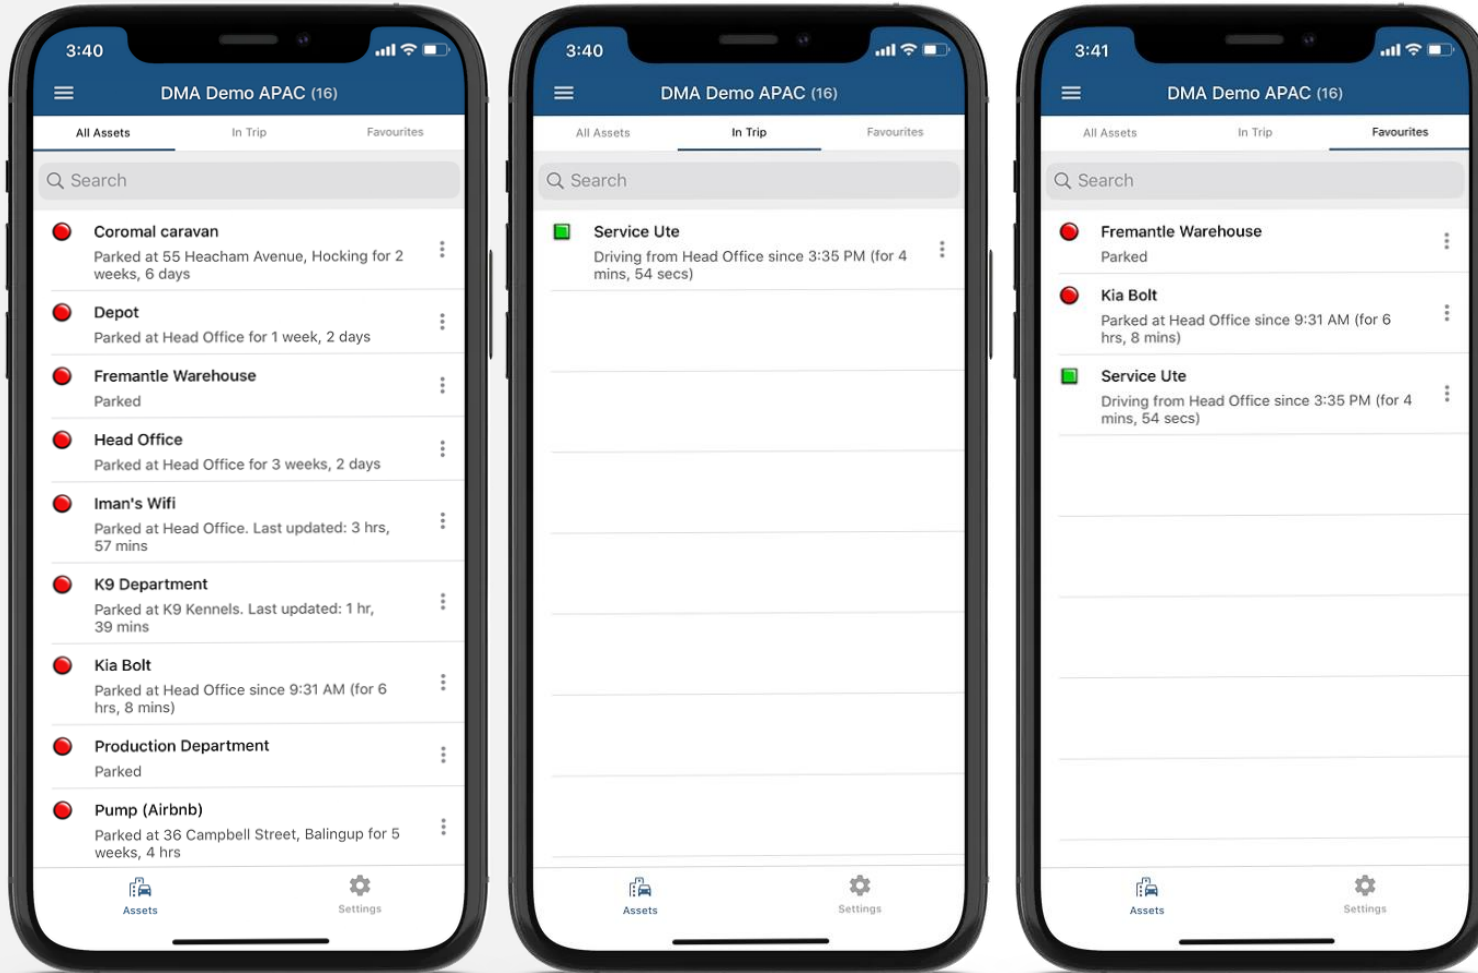 3:40
DMA Demo APAC (16)
All Assets In Trip Favourites
Search
Coromal caravan
Parked at 55 Heacham Avenue, Hocking for 2
weeks, 6 days
Depot
Parked at Head Office for 1 week, 2 days
Fremantle Warehouse
Parked
Head Office
Parked at Head Office for 3 weeks, 2 days
Iman's Wifi
Parked at Head Office. Last updated: 3 hrs,
57 mins
K9 Department
Parked at K9 Kennels. Last updated: 1 hr,
39 mins
Kia Bolt
Parked at Head Office since 9:31 AM (for 6
hrs, 8 mins)
Production Department
Parked
Pump (Airbnb)
Parked at 36 Campbell Street, Balingup for 5
weeks, 4 hrs
Assets Settings
3:40
DMA Demo APAC (16)
All Assets In Trip Favourites
Search
Service Ute
Driving from Head Office since 3:35 PM (for 4
mins, 54 secs)
Assets Settings
3:41
DMA Demo APAC (16)
All Assets In Trip Favourites
Search
Fremantle Warehouse
Parked
Kia Bolt
Parked at Head Office since 9:31 AM (for 6
hrs, 8 mins)
Service Ute
Driving from Head Office since 3:35 PM (for 4
mins, 54 secs)
Assets Settings